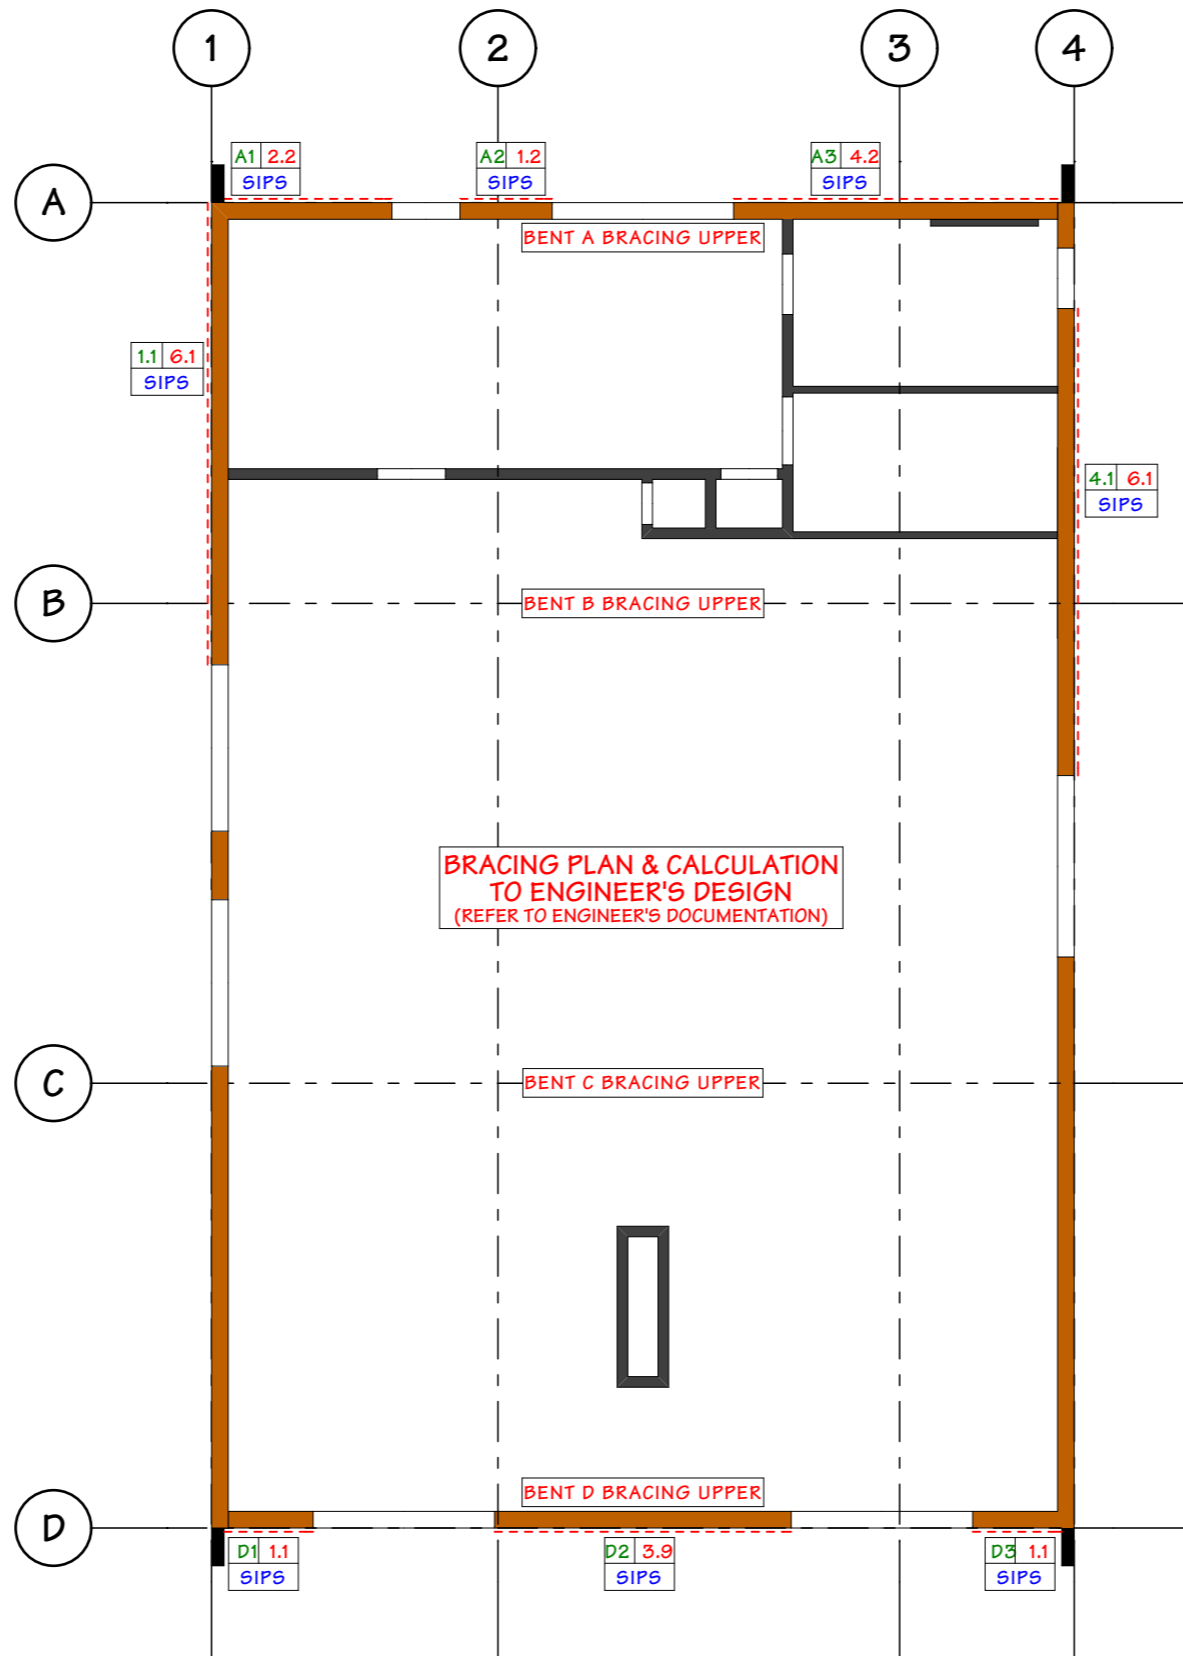 1 2 3 4
A1 2.2 A2 1.2 A3 4.2
SIPS SIPS SIPS
A
BENT A BRACING UPPER
1.1 6.1
SIPS
4.1 6.1
SIPS
B
BENT B BRACING UPPER
BRACING PLAN & CALCULATION
TO ENGINEER'S DESIGN
(REFER TO ENGINEER'S DOCUMENTATION)
C
BENT C BRACING UPPER
BENT D BRACING UPPER
D
D1 1.1 D2 3.9 D3 1.1
SIPS SIPS SIPS